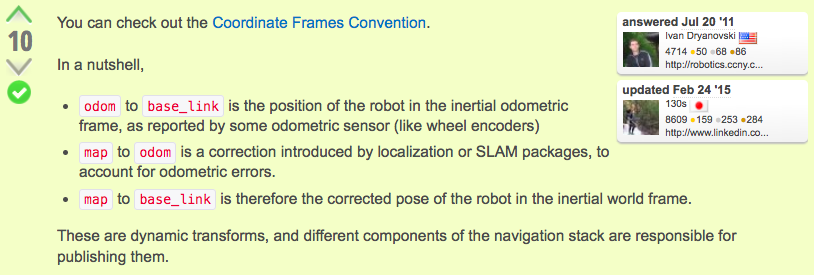 10
You can check out the Coordinate Frames Convention.
In a nutshell,
• odom to base_link is the position of the robot in the inertial odometric
frame, as reported by some odometric sensor (like wheel encoders)
• map to odom is a correction introduced by localization or SLAM packages, to
account for odometric errors.
• map to base_link is therefore the corrected pose of the robot in the inertial world frame.
These are dynamic transforms, and different components of the navigation stack are responsible for
publishing them.
answered Jul 20 '11
Ivan Dryanovski
4714 ●50 ●68 ●86
http://robotics.ccny.c...
updated Feb 24 '15
130s
8609 ●159 ●253 ●284
http://www.linkedin.co...